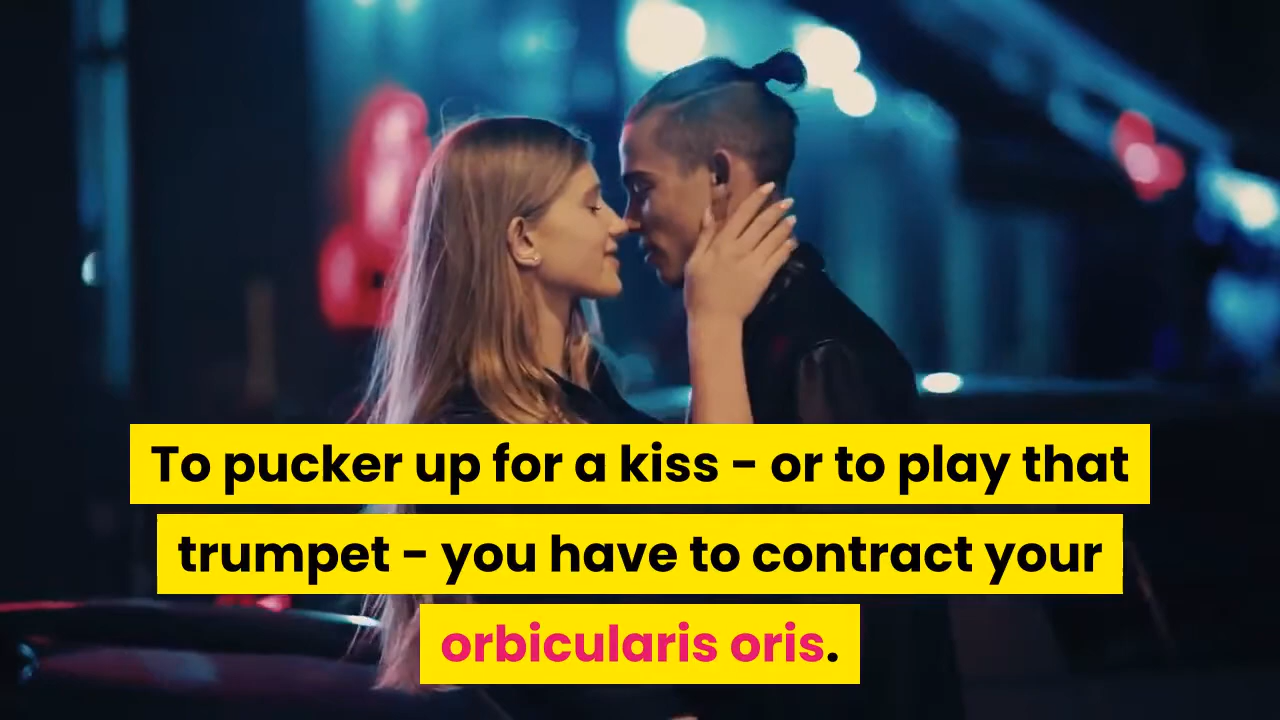 To pucker up for a kiss - or to play that
trumpet - you have to contract your
orbicularis oris.